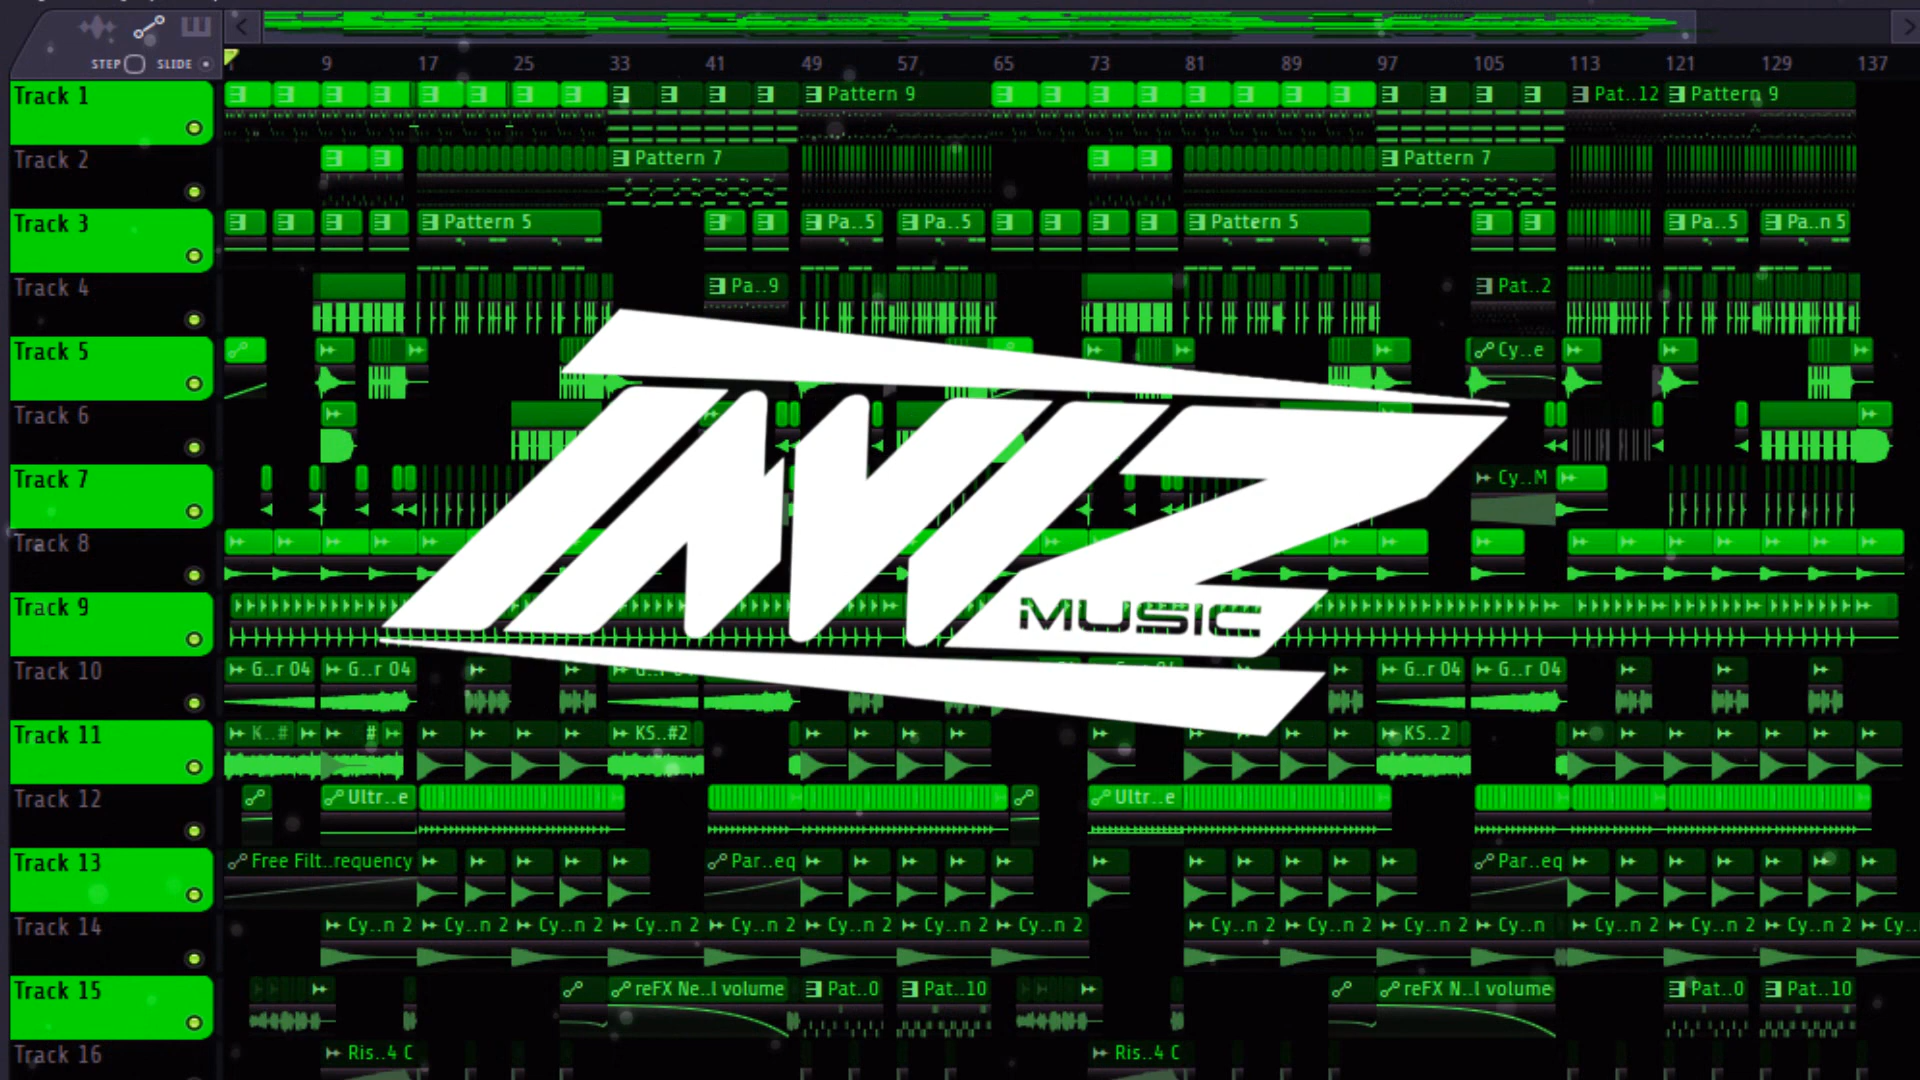 STEP SLIDE
1 9 17 25 33 41 49 57 65 73 81 89 97 105 113 121 129 137
Track 1 Pattern 9 Pat..12 Pattern 9
Track 2 Pattern 7 Pattern 7
Track 3 Pattern 5 Pa..5 Pa..5 Pattern 5 Pa..5 Pa..n 5
Track 4 Pa..9 Pat..2
Track 5 Cy..e
Track 6
Track 7 Cy..M
Track 8
Track 9
MUSIC
Track 10 G..r 04 G..r 04 G..r 04 G..r 04
Track 11 K..# # KS..#2 KS..2
Track 12 Ultr..e Ultr..e
Track 13 Free Filt..requency Par..eq Par..eq
Track 14 Cy..n 2 Cy..n 2 Cy..n 2 Cy..n 2 Cy..n 2 Cy..n 2 Cy..n 2 Cy..n 2 Cy..n 2 Cy..n 2 Cy..n 2 Cy..n Cy..n 2 Cy..n 2 Cy..n 2 Cy..
Track 15 reFX Ne..l volume Pat..0 Pat..10 reFX N..l volume Pat..0 Pat..10
Track 16 Ris..4 C Ris..4 C